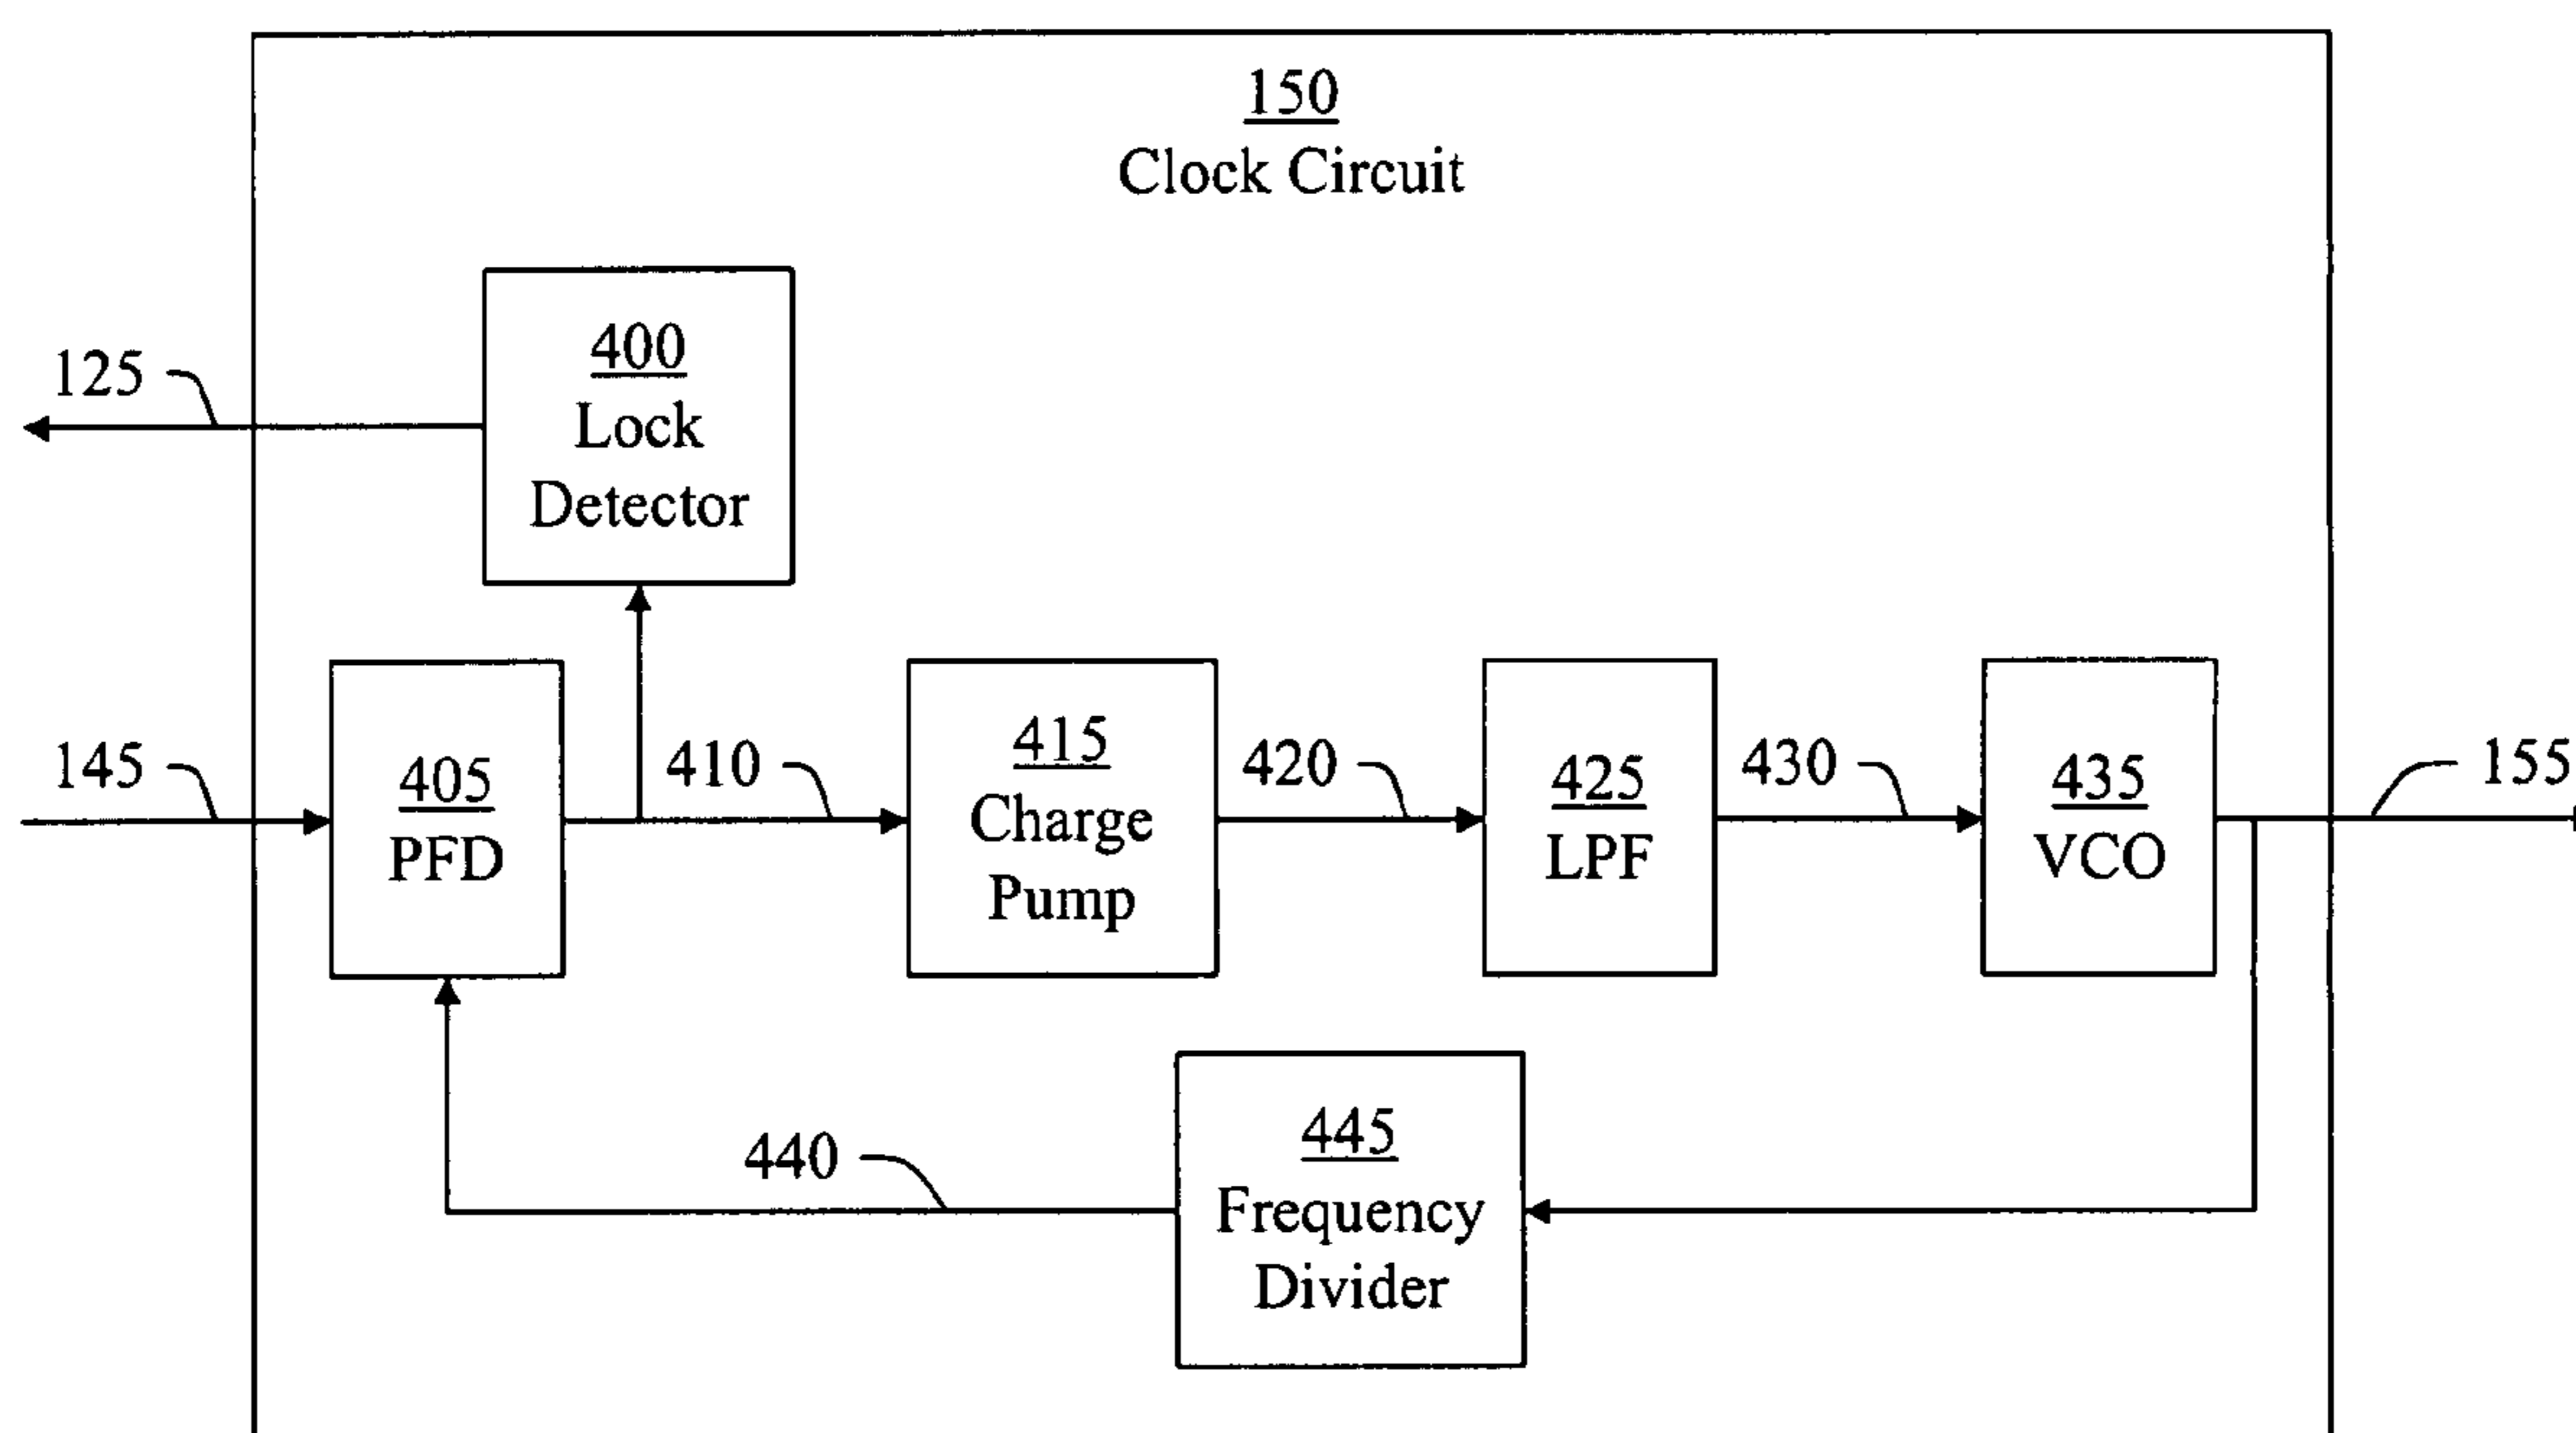 150
Clock Circuit
400
Lock
Detector
125
145
405
PFD
410
415
Charge
Pump
420
425
LPF
430
435
VCO
155
440
445
Frequency
Divider